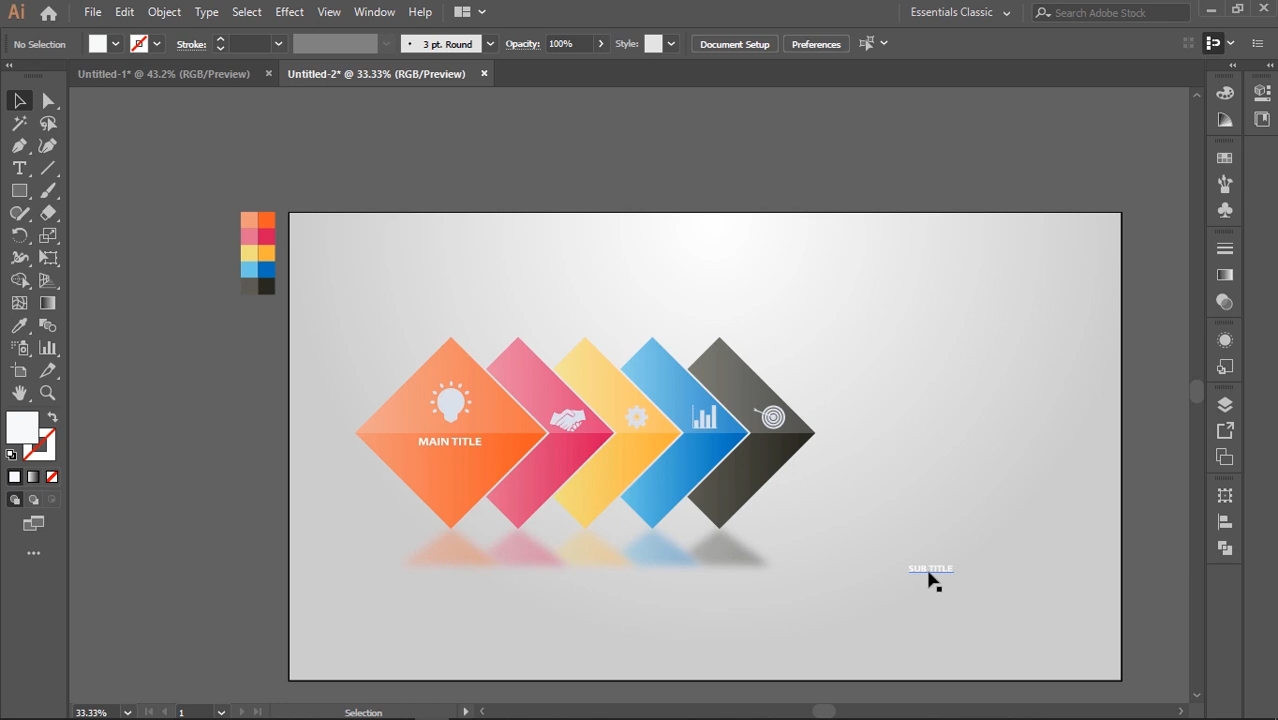 Ai File Edit Object Type Select Effect View Window Help Essentials Classic Search Adobe Stock
No Selection Stroke: 3 pt. Round Opacity: 100% Style: Document Setup Preferences
Untitled-1* @ 43.2% (RGB/Preview) Untitled-2* @ 33.33% (RGB/Preview)
MAIN TITLE
SUB TITLE
33.33% 1 Selection